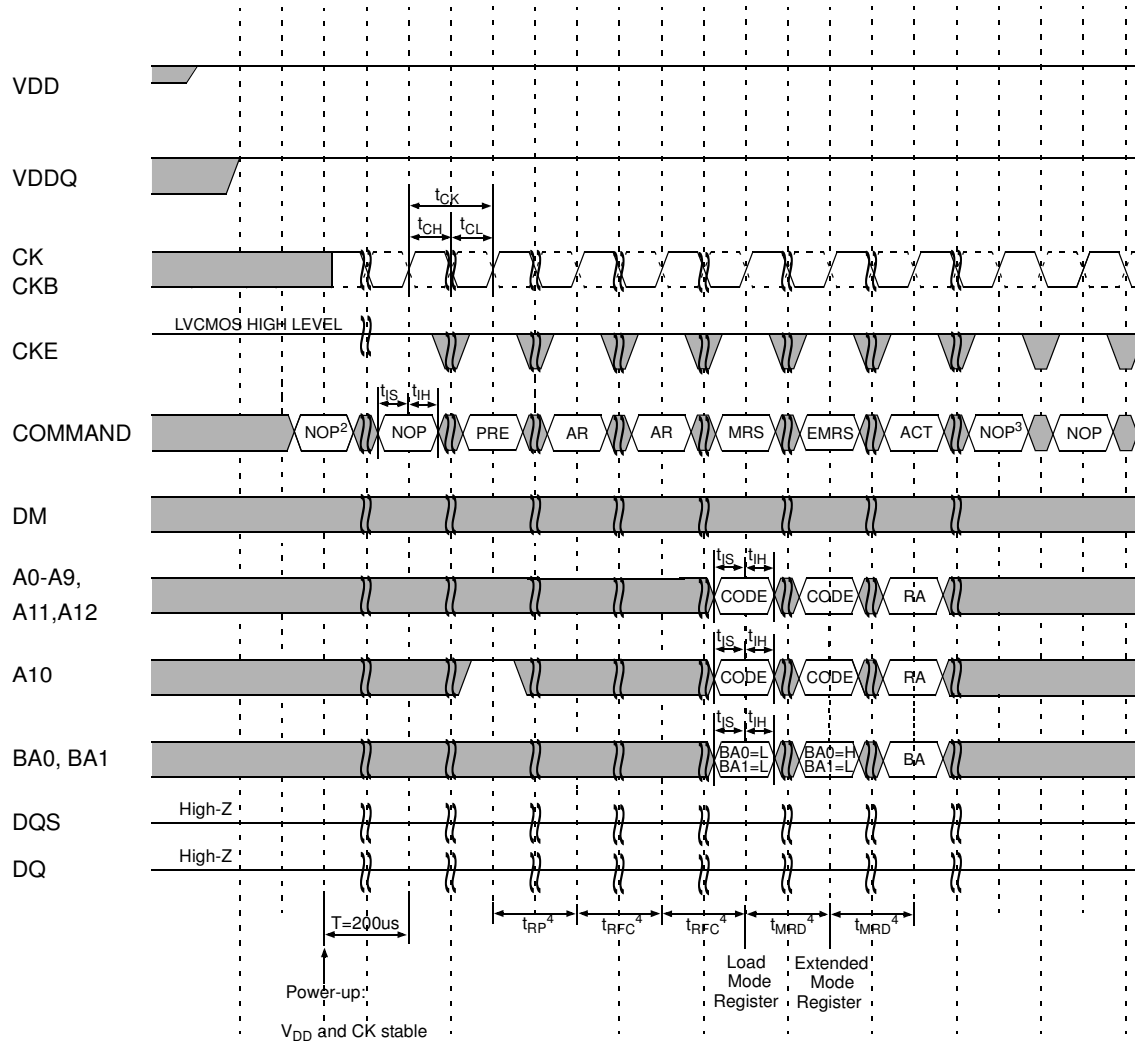 VDD
VDDQ
tCK
tCH tCL
CK
CKB
LVCMOS HIGH LEVEL
CKE
tIS tIH
COMMAND NOP2 NOP PRE AR AR MRS EMRS ACT NOP3 NOP
DM
tIS tIH
A0-A9,
A11,A12
CODE CODE RA
tIS tIH
A10 CODE CODE RA
tIS tIH
BA0, BA1
BA0=L BA0=H
BA1=L BA1=L
BA
High-Z
DQS
High-Z
DQ
T=200us
tRP4 tRFC4 tRFC4 tMRD4 tMRD4
Load
Mode
Register
Extended
Mode
Register
Power-up:
VDD and CK stable